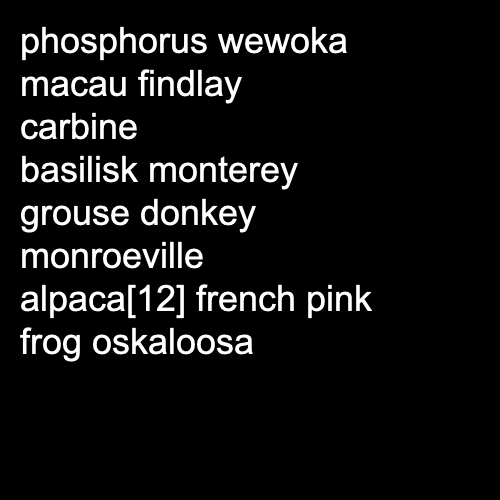 phosphorus wewoka
macau findlay
carbine
basilisk monterey
grouse donkey
monroeville
alpaca[12] french pink
frog oskaloosa